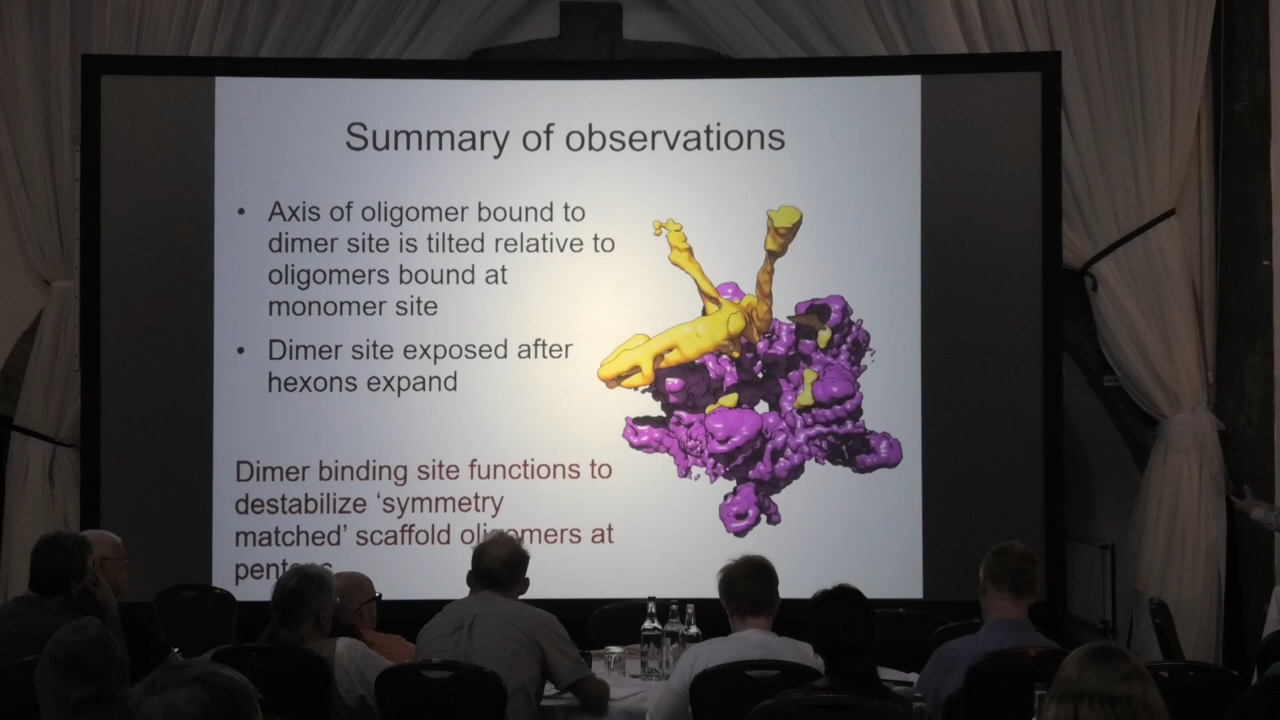 Summary of observations
• Axis of oligomer bound to
dimer site is tilted relative to
oligomers bound at
monomer site
• Dimer site exposed after
hexons expand
Dimer binding site functions to
destabilize ‘symmetry
matched’ scaffold oligomers at